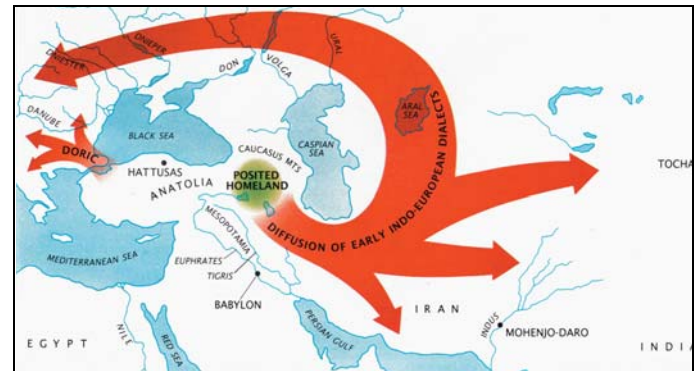 DNIESTER
DNIEPER
DON
VOLGA
URAL
DANUBE
BLACK SEA
ARAL
SEA
CASPIAN
SEA
CAUCASUS MTS
DORIC
HATTUSAS
ANATOLIA
POSITED
HOMELAND
DIFFUSION OF EARLY INDO-EUROPEAN DIALECTS
TOCHA
MESOPOTAMIA
MEDITERRANEAN SEA
EUPHRATES
TIGRIS
BABYLON
IRAN
INDUS
MOHENJO-DARO
EGYPT
NILE
RED
SEA
PERSIAN GULF
INDIA